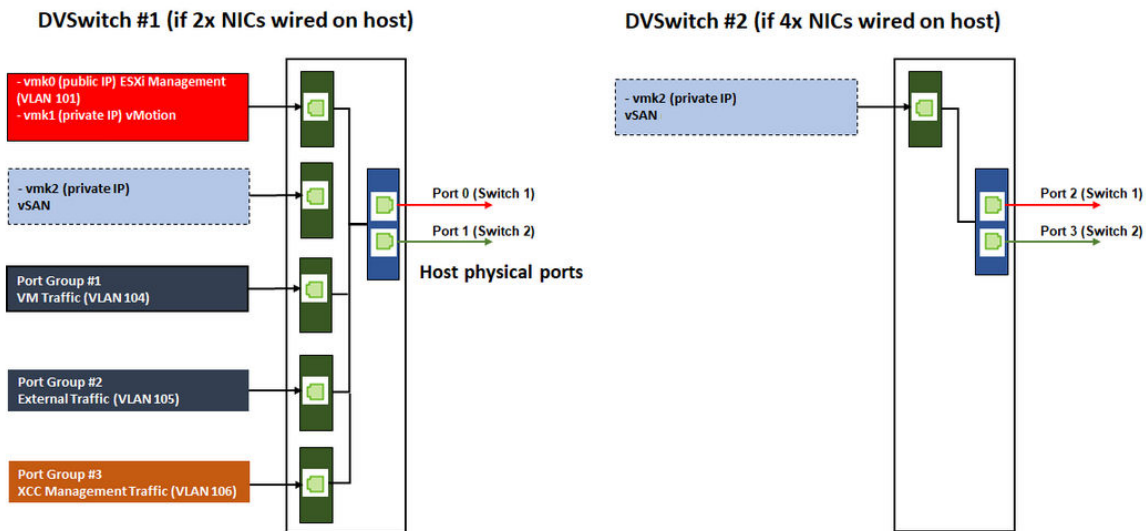 DVSwitch #1 (if 2x NICs wired on host)
- vmk0 (public IP) ESXi Management
(VLAN 101)
- vmk1 (private IP) vMotion
- vmk2 (private IP)
vSAN
Port Group #1
VM Traffic (VLAN 104)
Port Group #2
External Traffic (VLAN 105)
Port Group #3
XCC Management Traffic (VLAN 106)
Port 0 (Switch 1)
Port 1 (Switch 2)
Host physical ports
DVSwitch #2 (if 4x NICs wired on host)
- vmk2 (private IP)
vSAN
Port 2 (Switch 1)
Port 3 (Switch 2)